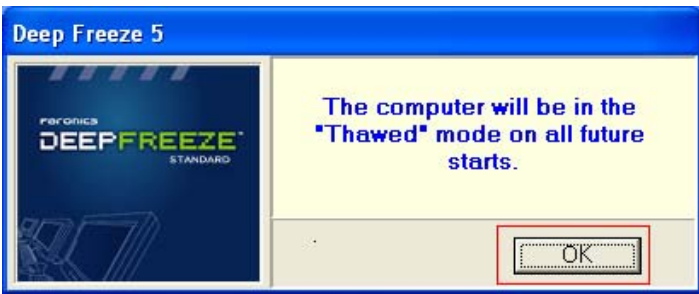 Deep Freeze 5
Faronics
DEEPFREEZE
STANDARD
The computer will be in the
"Thawed" mode on all future
starts.
OK